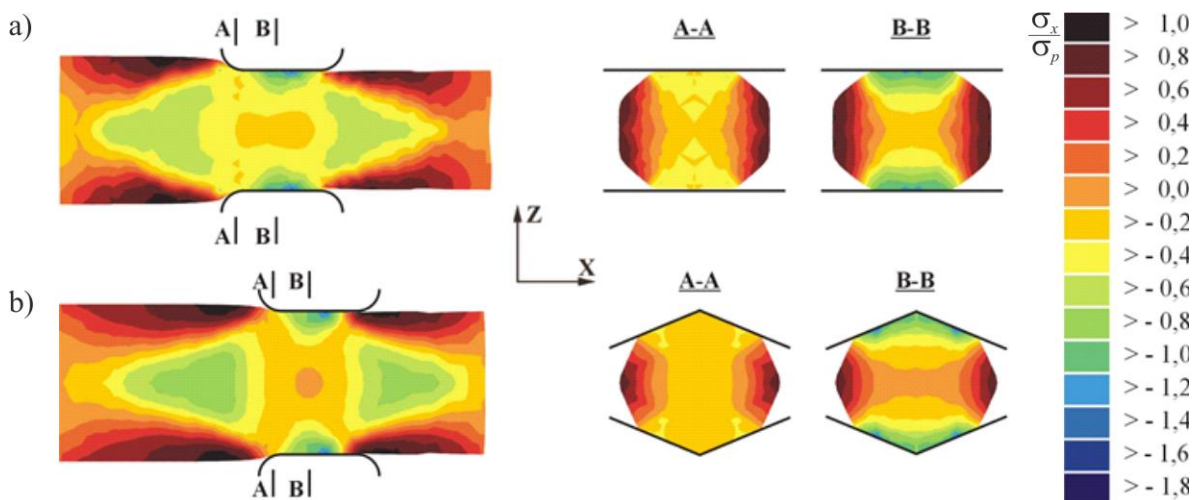 a)
A B
A B
A-A
B-B
Z
X
b)
A B
A B
A-A
B-B
σx
σp
> 1,0
> 0,8
> 0,6
> 0,4
> 0,2
> 0,0
> - 0,2
> - 0,4
> - 0,6
> - 0,8
> - 1,0
> - 1,2
> - 1,4
> - 1,6
> - 1,8